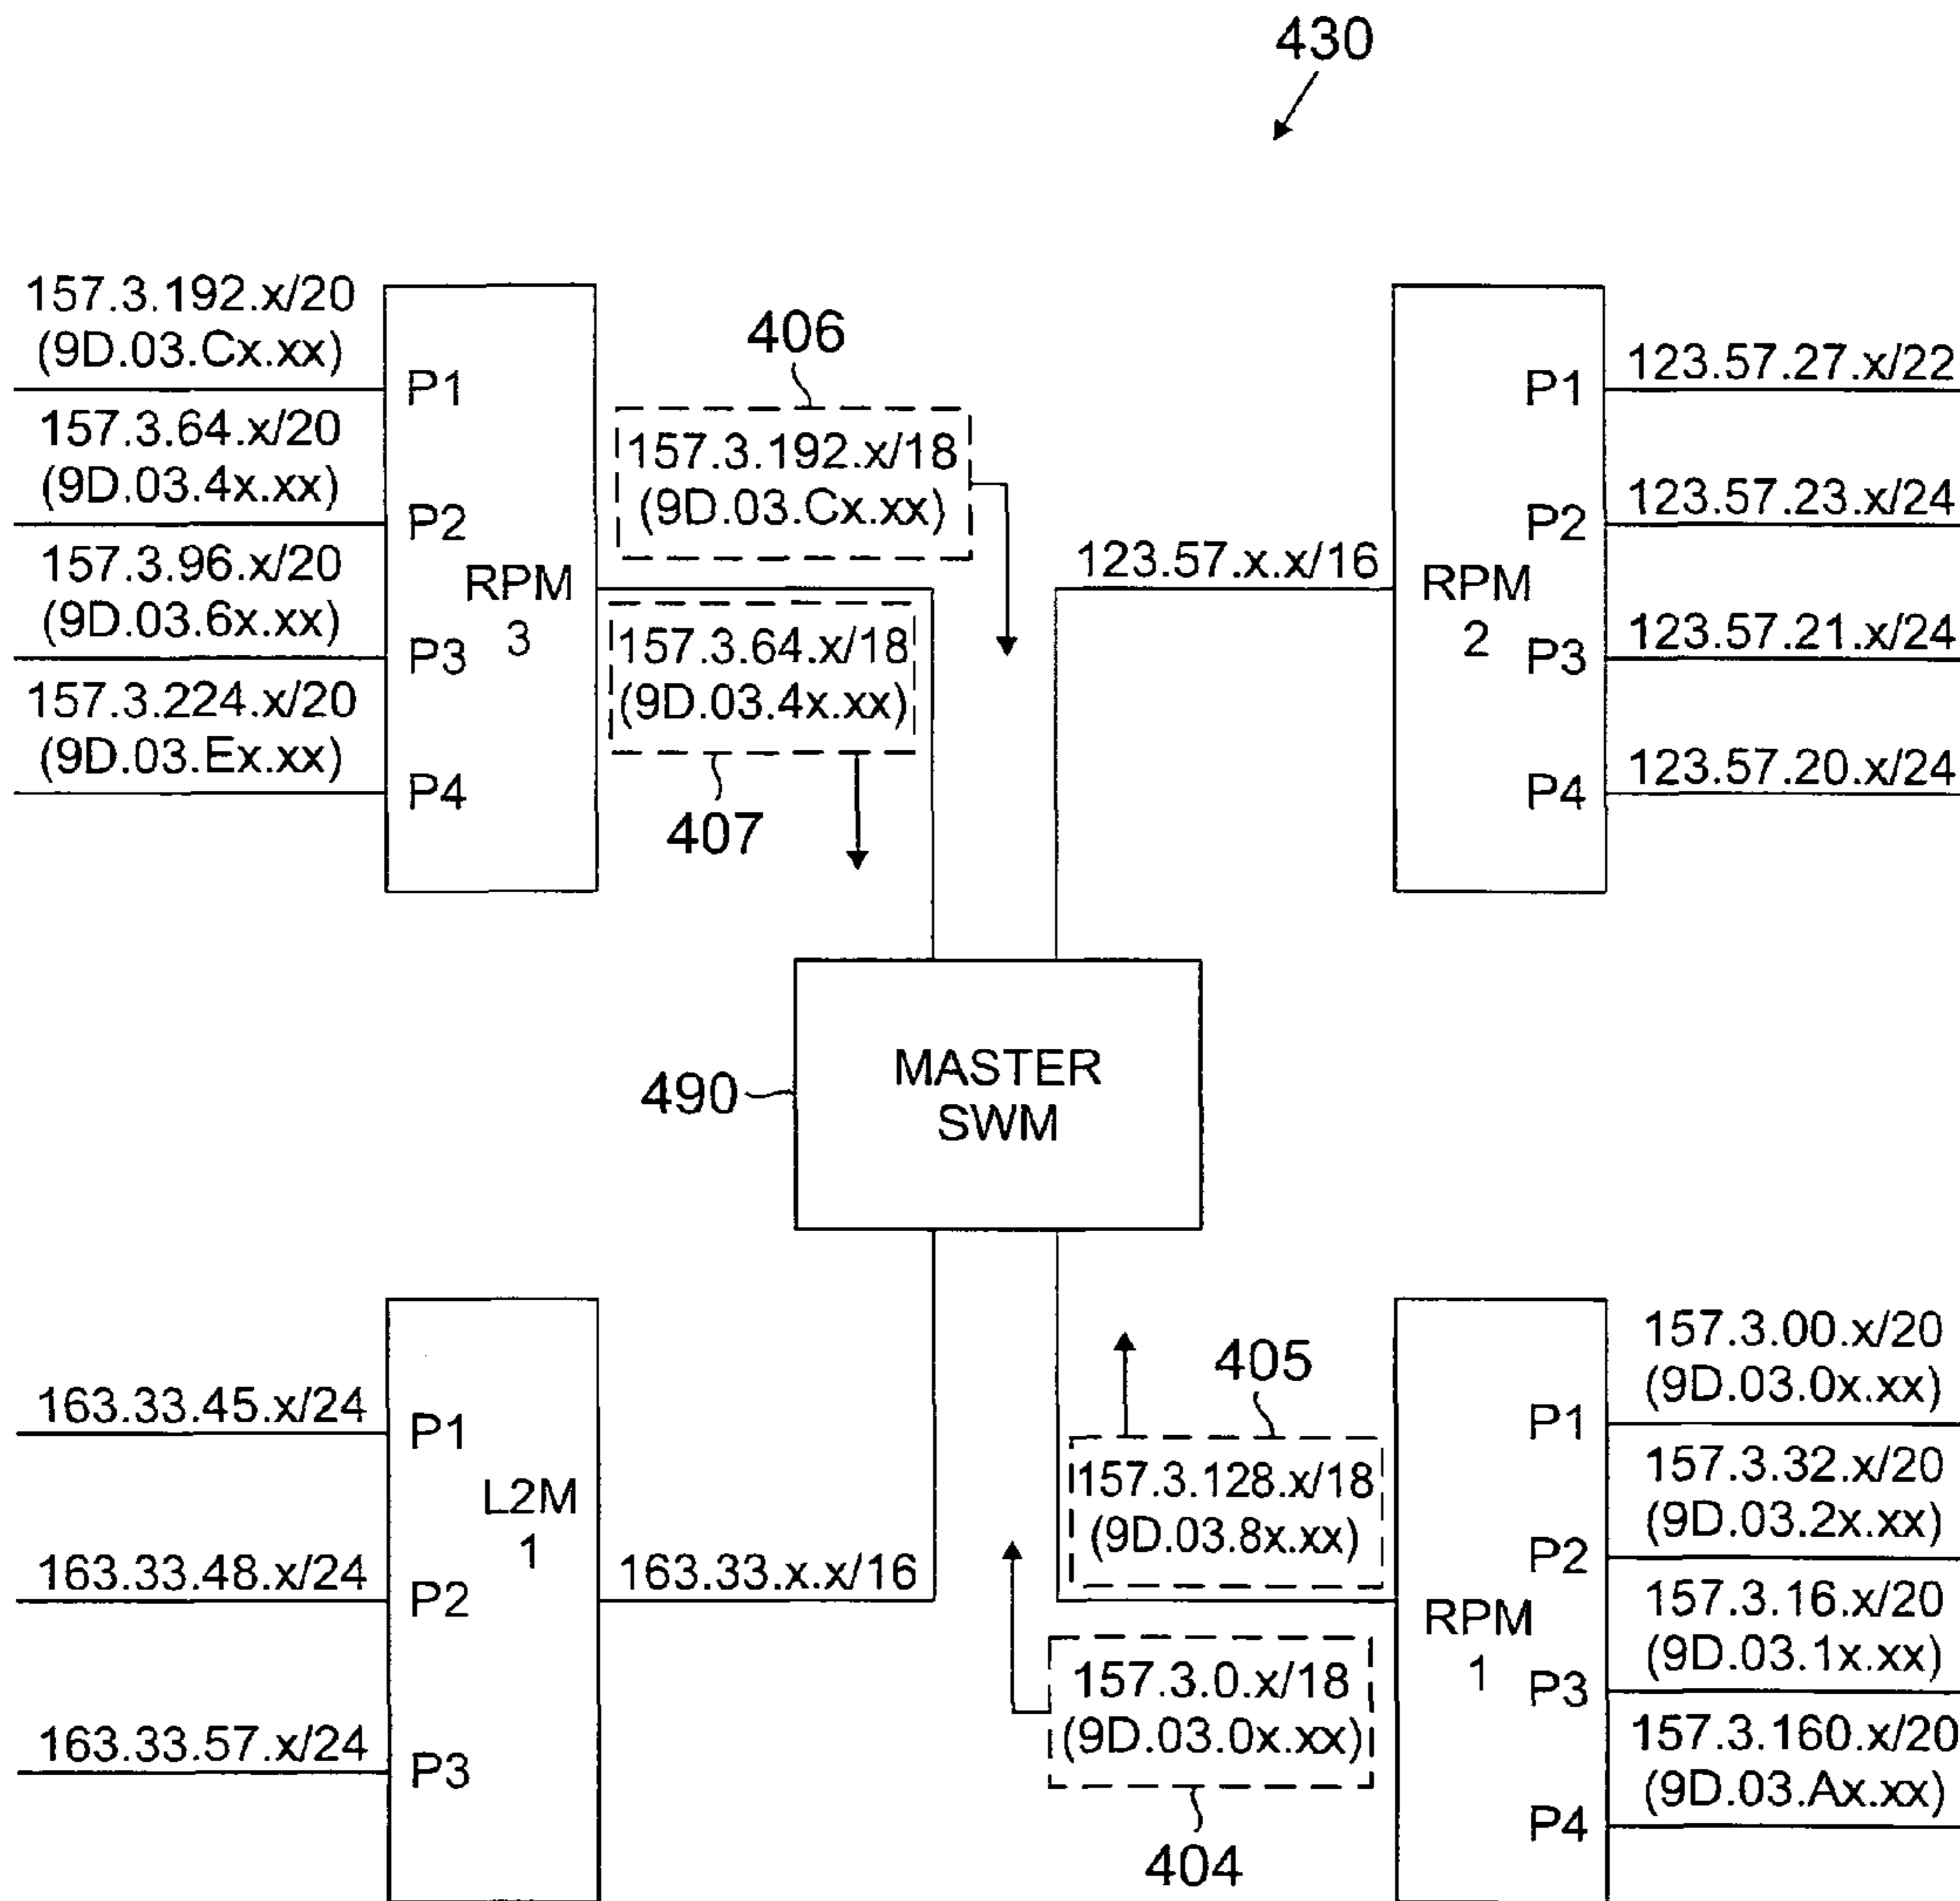 430
157.3.192.x/20
(9D.03.Cx.xx)
P1
157.3.64.x/20
(9D.03.4x.xx)
P2
157.3.96.x/20
(9D.03.6x.xx)
P3
157.3.224.x/20
(9D.03.Ex.xx)
P4
RPM
3
406
157.3.192.x/18
(9D.03.Cx.xx)
157.3.64.x/18
(9D.03.4x.xx)
407
123.57.x.x/16
RPM
2
P1
123.57.27.x/22
P2
123.57.23.x/24
P3
123.57.21.x/24
P4
123.57.20.x/24
490
MASTER
SWM
163.33.45.x/24
P1
163.33.48.x/24
P2
163.33.57.x/24
P3
L2M
1
163.33.x.x/16
405
157.3.128.x/18
(9D.03.8x.xx)
157.3.0.x/18
(9D.03.0x.xx)
404
RPM
1
157.3.00.x/20
(9D.03.0x.xx)
P1
157.3.32.x/20
(9D.03.2x.xx)
P2
157.3.16.x/20
(9D.03.1x.xx)
P3
157.3.160.x/20
(9D.03.Ax.xx)
P4